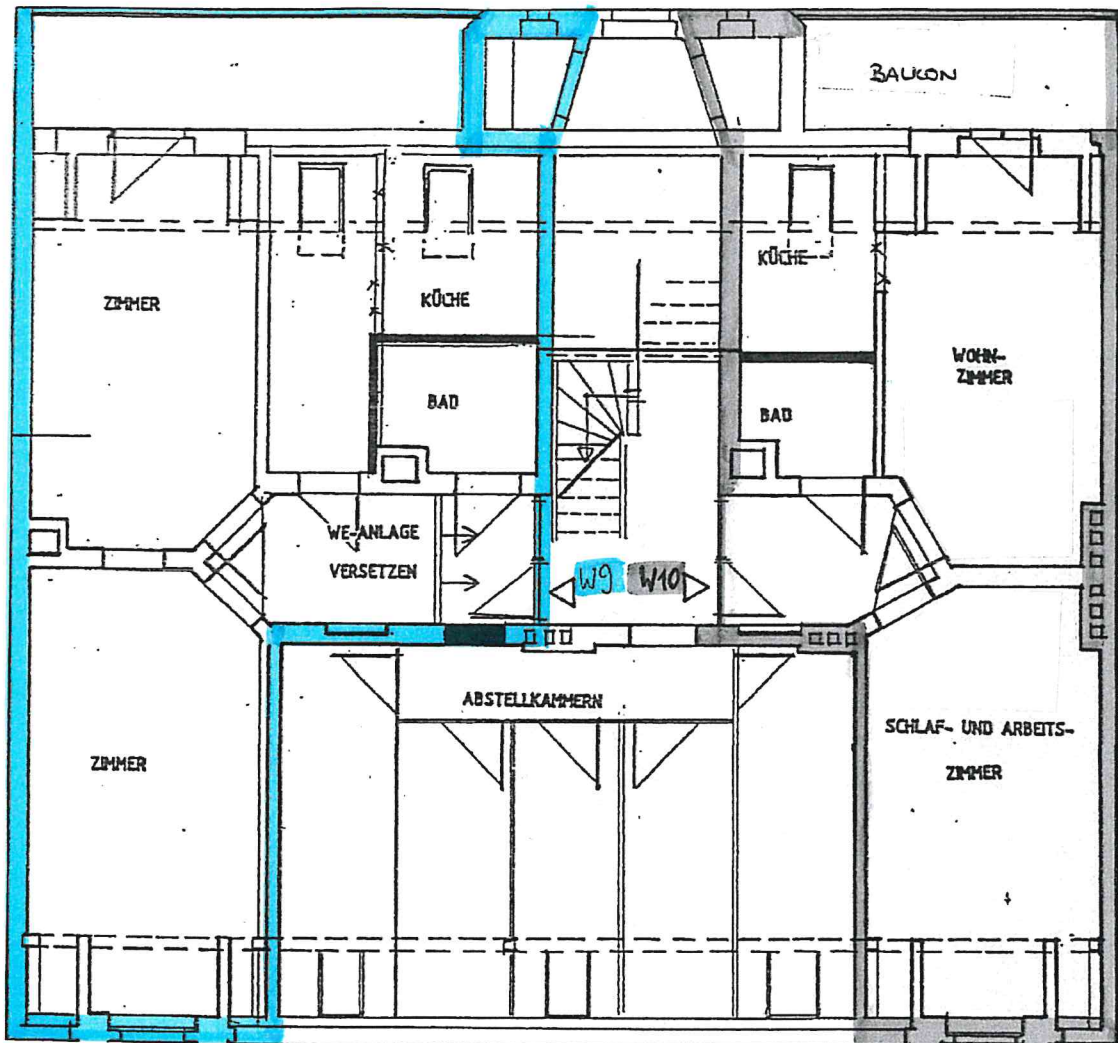 BALKON
ZIMMER
KÜCHE
KÜCHE
BAD
BAD
WOHN-
ZIMMER
WE-ANLAGE
VERSETZEN
W9
W10
ABSTELLKAMMERN
ZIMMER
SCHLAF- UND ARBEITS-
ZIMMER